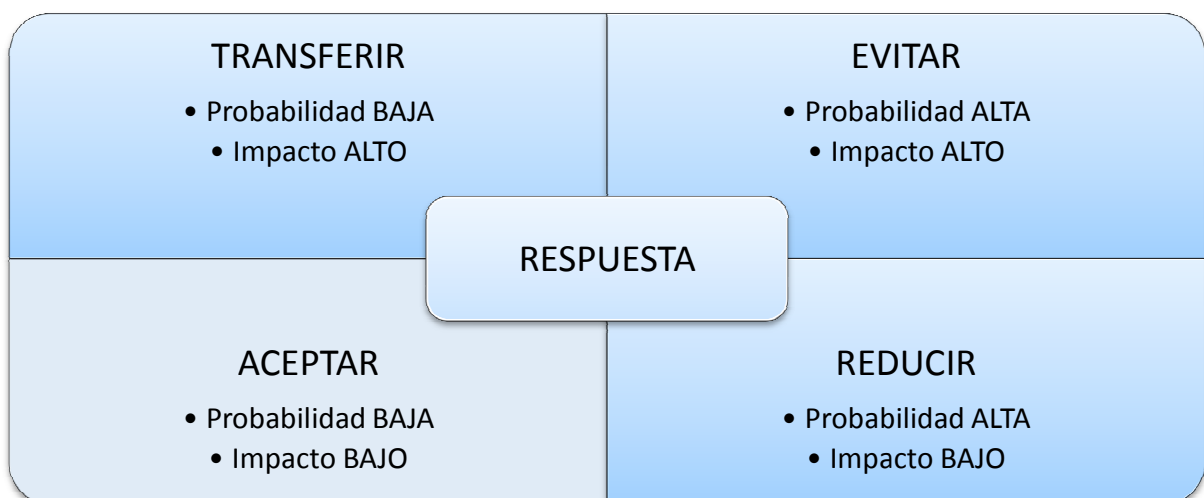 TRANSFERIR
• Probabilidad BAJA
• Impacto ALTO
EVITAR
• Probabilidad ALTA
• Impacto ALTO
RESPUESTA
ACEPTAR
• Probabilidad BAJA
• Impacto BAJO
REDUCIR
• Probabilidad ALTA
• Impacto BAJO